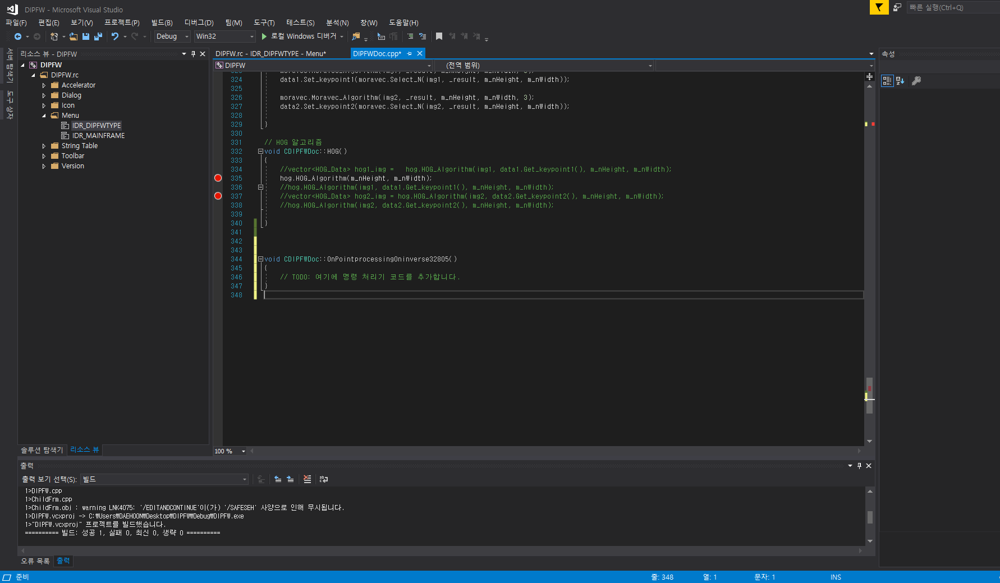 DIPFW - Microsoft Visual Studio
빠른 실행(Ctrl+Q)
파일(F) 편집(E) 보기(V) 프로젝트(P) 빌드(B) 디버그(D) 팀(M) 도구(T) 테스트(S) 분석(N) 창(W) 도움말(H)
Debug Win32 로컬 Windows 디버거
서버 탐색기
도구 상자
리소스 뷰 - DIPFW
DIPFW
DIPFW.rc
Accelerator
Dialog
Icon
Menu
IDR_DIPFWTYPE
IDR_MAINFRAME
String Table
Toolbar
Version
솔루션 탐색기 리소스 뷰
DIPFW.rc - IDR_DIPFWTYPE - Menu* DIPFWDoc.cpp*
DIPFW (전역 범위)
324 data1.Set_keypoint1(moravec.Select_N(img1, _result, m_nHeight, m_nWidth));
325
326 moravec.Moravec_Algorithm(img2, _result, m_nHeight, m_nWidth, 3);
327 data2.Set_keypoint2(moravec.Select_N(img2, _result, m_nHeight, m_nWidth));
328
329 }
330
331 // HOG 알고리즘
332 void CDIPFWDoc::HOG()
333 {
334 //vector<HOG_Data> hog1_img =   hog.HOG_Algorithm(img1, data1.Get_keypoint1(), m_nHeight, m_nWidth);
335 hog.HOG_Algorithm(m_nHeight, m_nWidth);
336 //hog.HOG_Algorithm(img1, data1.Get_keypoint1(), m_nHeight, m_nWidth);
337 //vector<HOG_Data> hog2_img = hog.HOG_Algorithm(img2, data2.Get_keypoint2(), m_nHeight, m_nWidth);
338 //hog.HOG_Algorithm(img2, data2.Get_keypoint2(), m_nHeight, m_nWidth);
339
340 }
341
342
343
344 void CDIPFWDoc::OnPointprocessingOninverse32805()
345 {
346 // TODO: 여기에 명령 처리기 코드를 추가합니다.
347 }
348
100 %
속성
출력
출력 보기 선택(S): 빌드
1>DIPFW.cpp
1>ChildFrm.cpp
1>ChildFrm.obj : warning LNK4075: '/EDITANDCONTINUE'이(가) '/SAFESEH' 사양으로 인해 무시됩니다.
1>DIPFW.vcxproj -> C:₩Users₩DAEHOON₩Desktop₩DIPFW₩Debug₩DIPFW.exe
1>"DIPFW.vcxproj" 프로젝트를 빌드했습니다.
========== 빌드: 성공 1, 실패 0, 최신 0, 생략 0 ==========
오류 목록 출력
준비 줄: 348 열: 1 문자: 1 INS